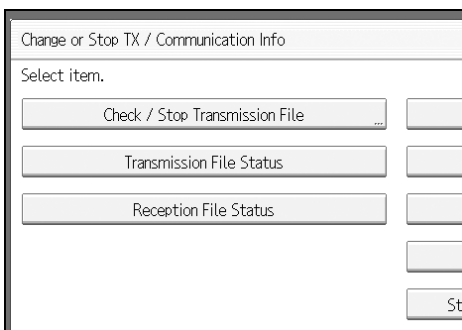 Change or Stop TX / Communication Info
Select item.
Check / Stop Transmission File ...
Transmission File Status
Reception File Status